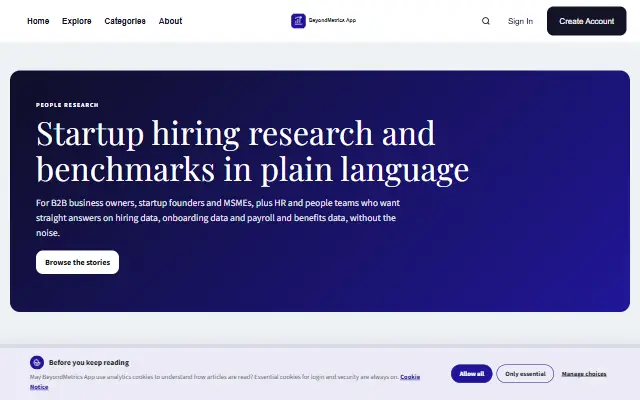 Home Explore Categories About
BeyondMetrics App
Sign In
Create Account
PEOPLE RESEARCH
Startup hiring research and
benchmarks in plain language
For B2B business owners, startup founders and MSMEs, plus HR and people teams who want
straight answers on hiring data, onboarding data and payroll and benefits data, without the
noise.
Browse the stories
Before you keep reading
May BeyondMetrics App use analytics cookies to understand how articles are read? Essential cookies for login and security are always on. Cookie
Notice
Allow all
Only essential
Manage choices